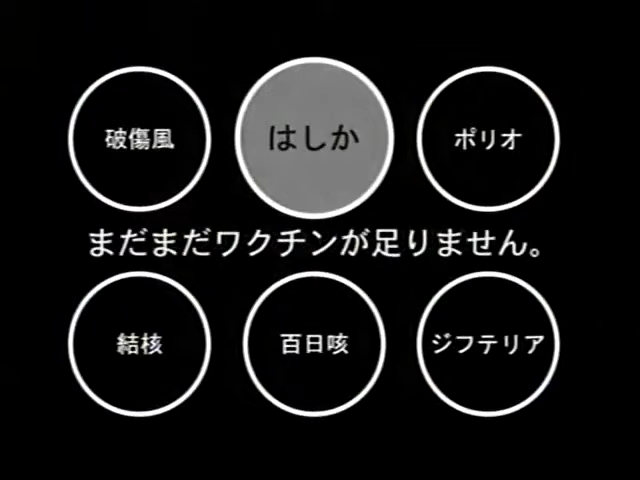 破傷風
はしか
ポリオ
まだまだワクチンが足りません。
結核
百日咳
ジフテリア